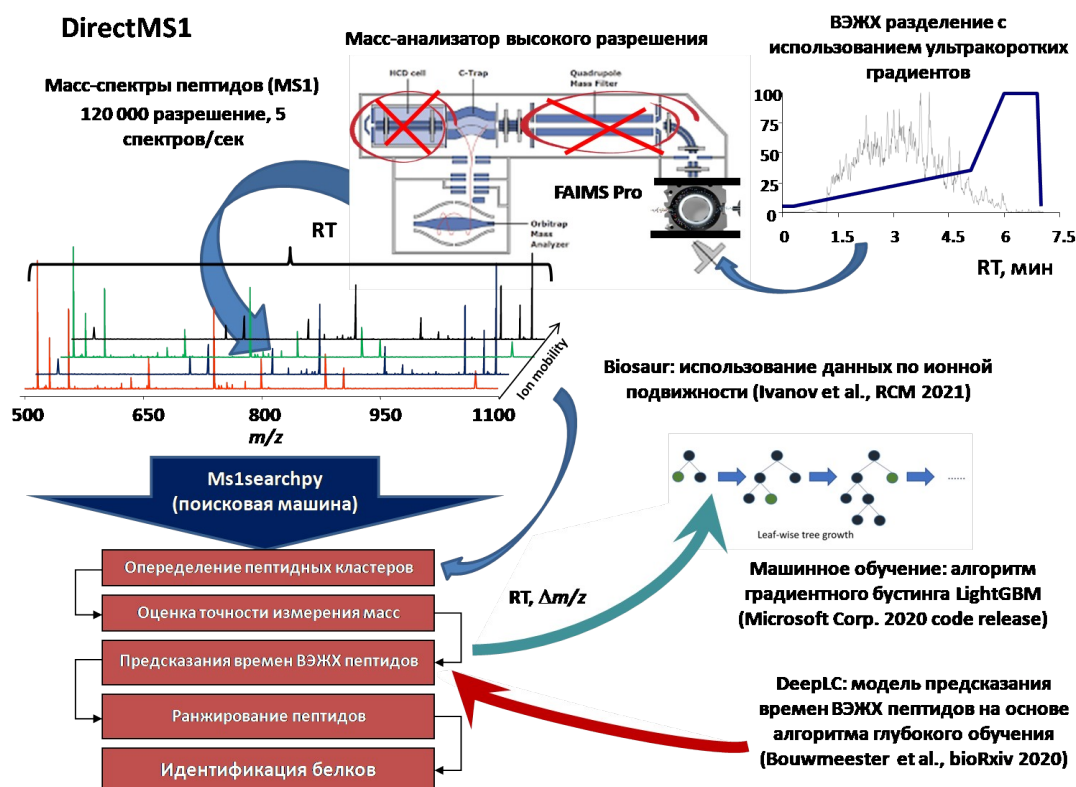 DirectMS1
Масс-анализатор высокого разрешения
ВЭЖХ разделение с
использованием ультракоротких
градиентов
Масс-спектры пептидов (MS1)
120 000 разрешение, 5
спектров/сек
HCD cell
C-Trap
Quadrupole
Mass Filter
FAIMS Pro
Orbitrap
Mass
Analyzer
100
75
50
25
0
0 1.5 3 4.5 6 7.5
RT, мин
RT
Ion mobility
500 650 800 950 1100
m/z
Biosaur: использование данных по ионной
подвижности (Ivanov et al., RCM 2021)
Ms1searchpy
(поисковая машина)
Leaf-wise tree growth
......
Опеределение пептидных кластеров
Оценка точности измерения масс
Предсказания времен ВЭЖХ пептидов
Ранжирование пептидов
Идентификация белков
RT, Δm/z
Машинное обучение: алгоритм
градиентного бустинга LightGBM
(Microsoft Corp. 2020 code release)
DeepLC: модель предсказания
времен ВЭЖХ пептидов на основе
алгоритма глубокого обучения
(Bouwmeester et al., bioRxiv 2020)